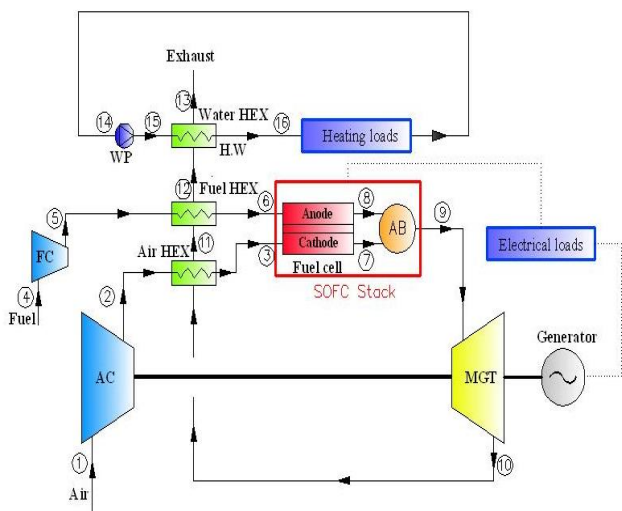 Exhaust
13
Water HEX
14
15
16
WP
H.W
Heating loads
12
Fuel HEX
5
6
8
9
Anode
AB
Cathode
Fuel cell
7
3
SOFC Stack
Electrical loads
FC
Air HEX
11
4
Fuel
2
AC
MGT
Generator
1
Air
10